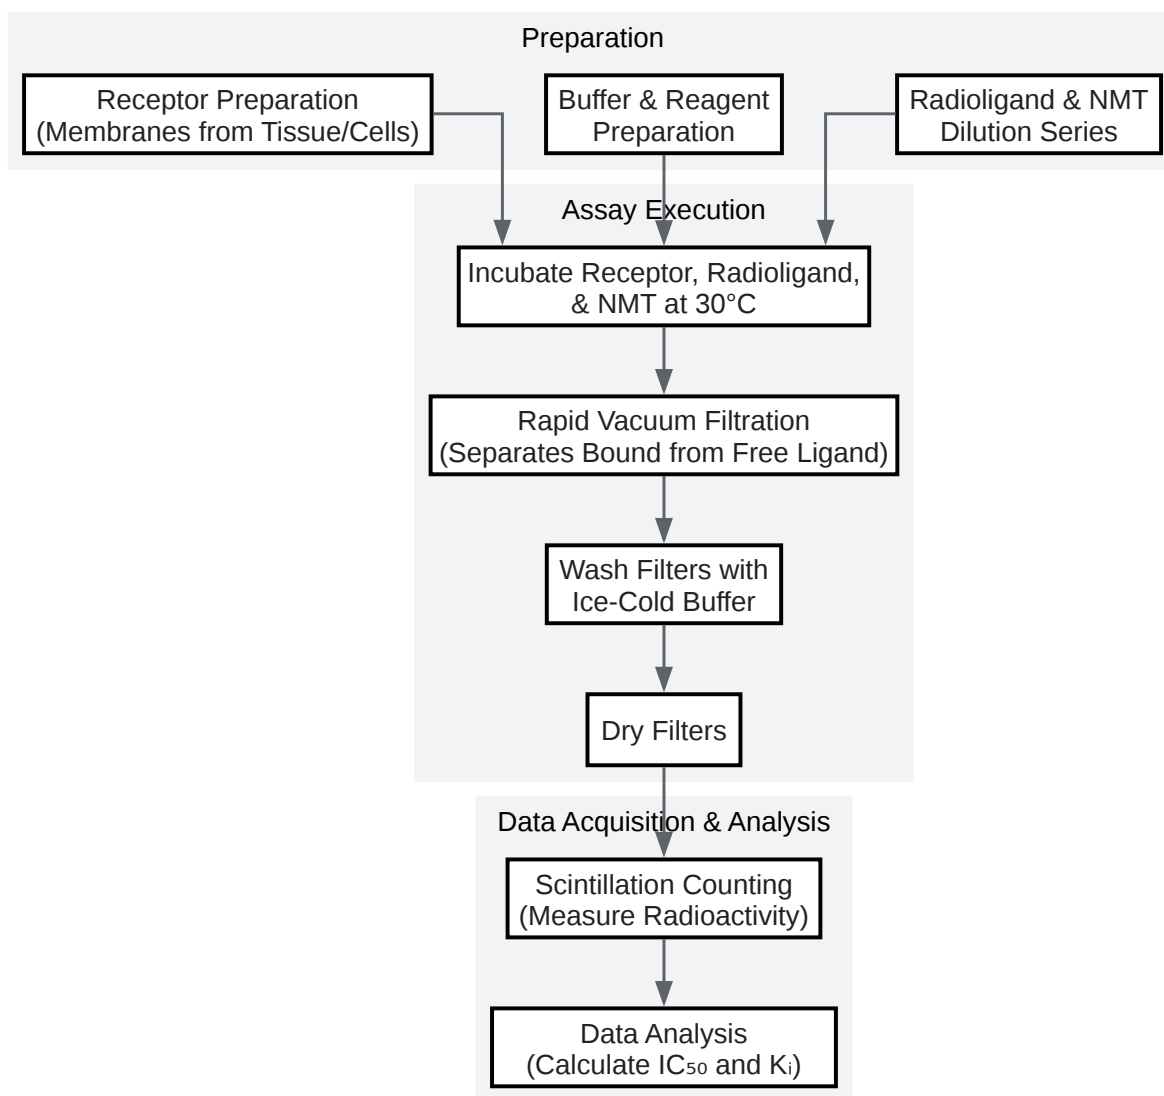 Preparation
Receptor Preparation
(Membranes from Tissue/Cells)
Buffer & Reagent
Preparation
Radioligand & NMT
Dilution Series
Assay Execution
Incubate Receptor, Radioligand,
& NMT at 30°C
Rapid Vacuum Filtration
(Separates Bound from Free Ligand)
Wash Filters with
Ice-Cold Buffer
Dry Filters
Data Acquisition & Analysis
Scintillation Counting
(Measure Radioactivity)
Data Analysis
(Calculate IC₅₀ and Kᵢ)